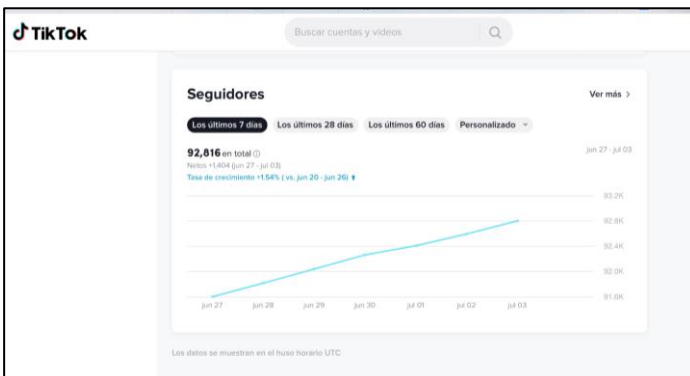 TikTok
Buscar cuentas y videos
Seguidores
Ver más >
Los últimos 7 días Los últimos 28 días Los últimos 60 días Personalizado
92,816 en total
jun 27 - jul 03
Netos +1,404 (jun 27 - jul 03)
Tasa de crecimiento +1.54% ( vs. jun 20 - jun 26)
93.2K
92.8K
92.4K
92.0K
91.6K
jun 27 jun 28 jun 29 jun 30 jul 01 jul 02 jul 03
Los datos se muestran en el huso horario UTC